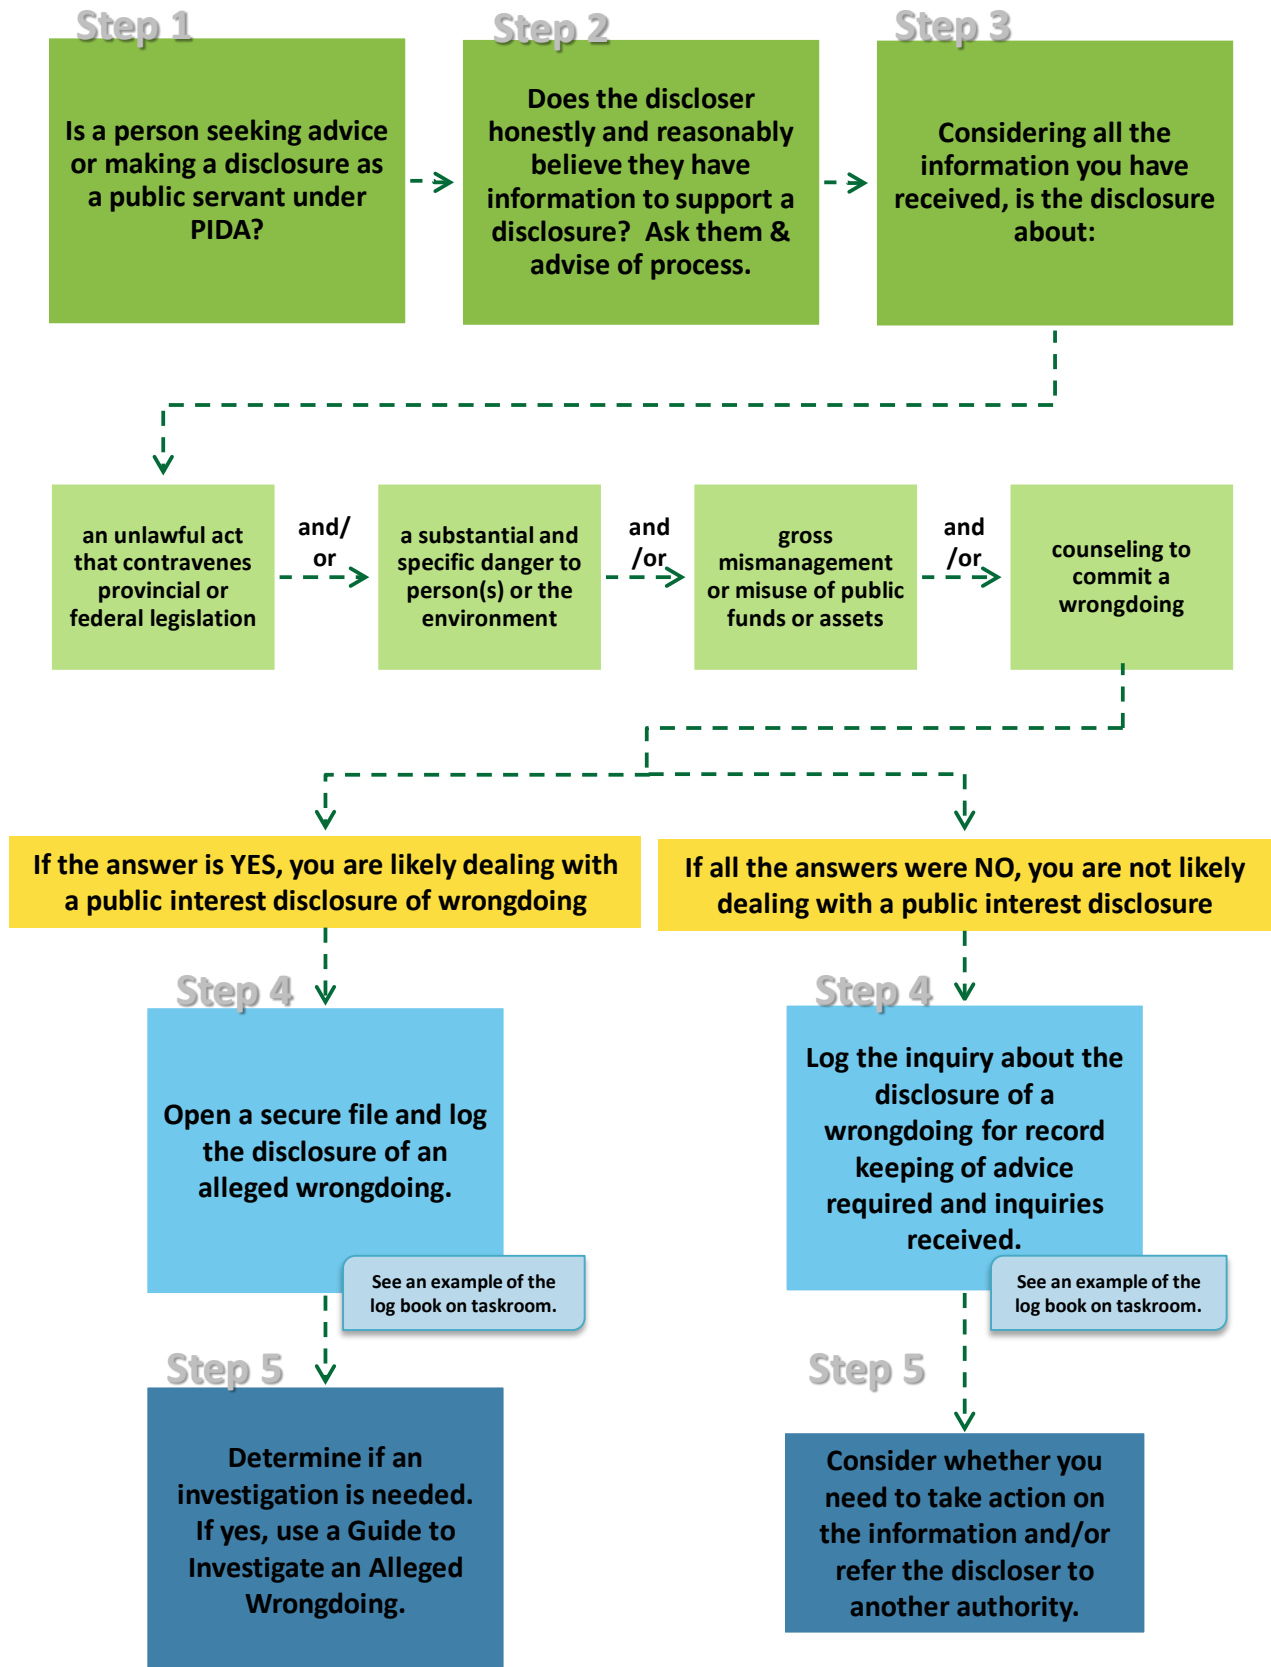 Step 1
Is a person seeking advice
or making a disclosure as
a public servant under
PIDA?
Step 2
Does the discloser
honestly and reasonably
believe they have
information to support a
disclosure?  Ask them &
advise of process.
Step 3
Considering all the
information you have
received, is the disclosure
about:
an unlawful act
that contravenes
provincial or
federal legislation
and/
or
a substantial and
specific danger to
person(s) or the
environment
and
/or
gross
mismanagement
or misuse of public
funds or assets
and
/or
counseling to
commit a
wrongdoing
If the answer is YES, you are likely dealing with
a public interest disclosure of wrongdoing
Step 4
Open a secure file and log
the disclosure of an
alleged wrongdoing.
See an example of the
log book on taskroom.
Step 5
Determine if an
investigation is needed.
If yes, use a Guide to
Investigate an Alleged
Wrongdoing.
If all the answers were NO, you are not likely
dealing with a public interest disclosure
Step 4
Log the inquiry about the
disclosure of a
wrongdoing for record
keeping of advice
required and inquiries
received.
See an example of the
log book on taskroom.
Step 5
Consider whether you
need to take action on
the information and/or
refer the discloser to
another authority.